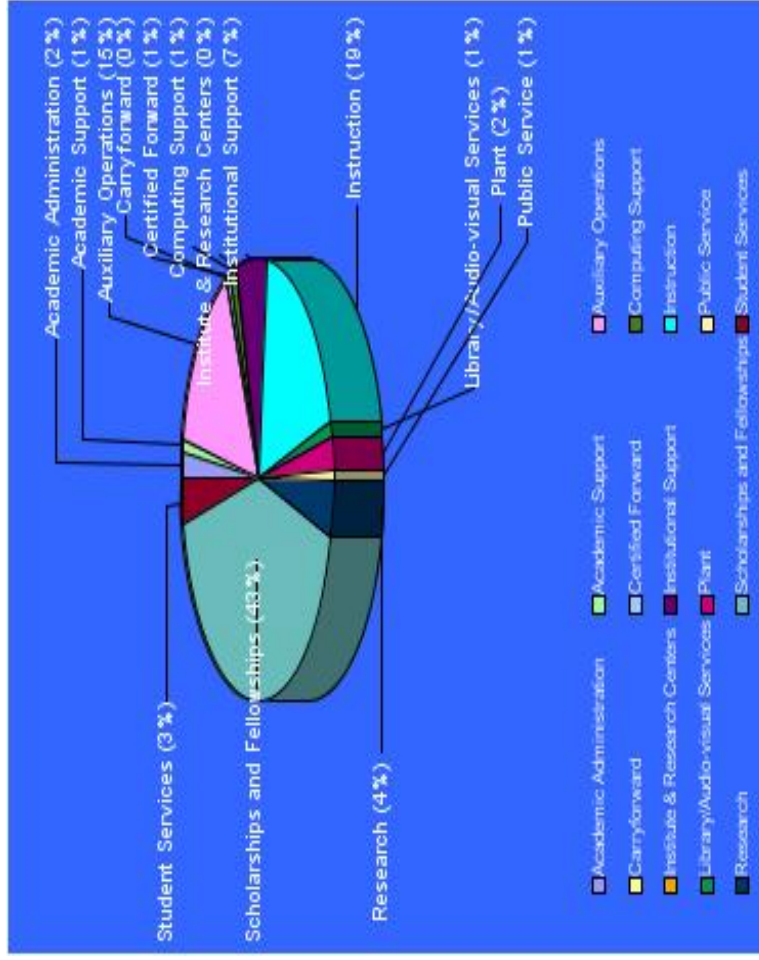 Academic Administration (2%)
Academic Support (1%)
Auxiliary Operations (15%)
Carryforward (0%)
Certified Forward (1%)
Computing Support (1%)
Institute & Research Centers (0%)
Institutional Support (7%)
Instruction (19%)
Library/Audio-visual Services (1%)
Plant (2%)
Public Service (1%)
Student Services (3%)
Scholarships and Fellowships (43%)
Research (4%)
Academic Administration Academic Support Auxiliary Operations
Carryforward Certified Forward Computing Support
Institute & Research Centers Institutional Support Instruction
Library/Audio-visual Services Plant Public Service
Research Scholarships and Fellowships Student Services